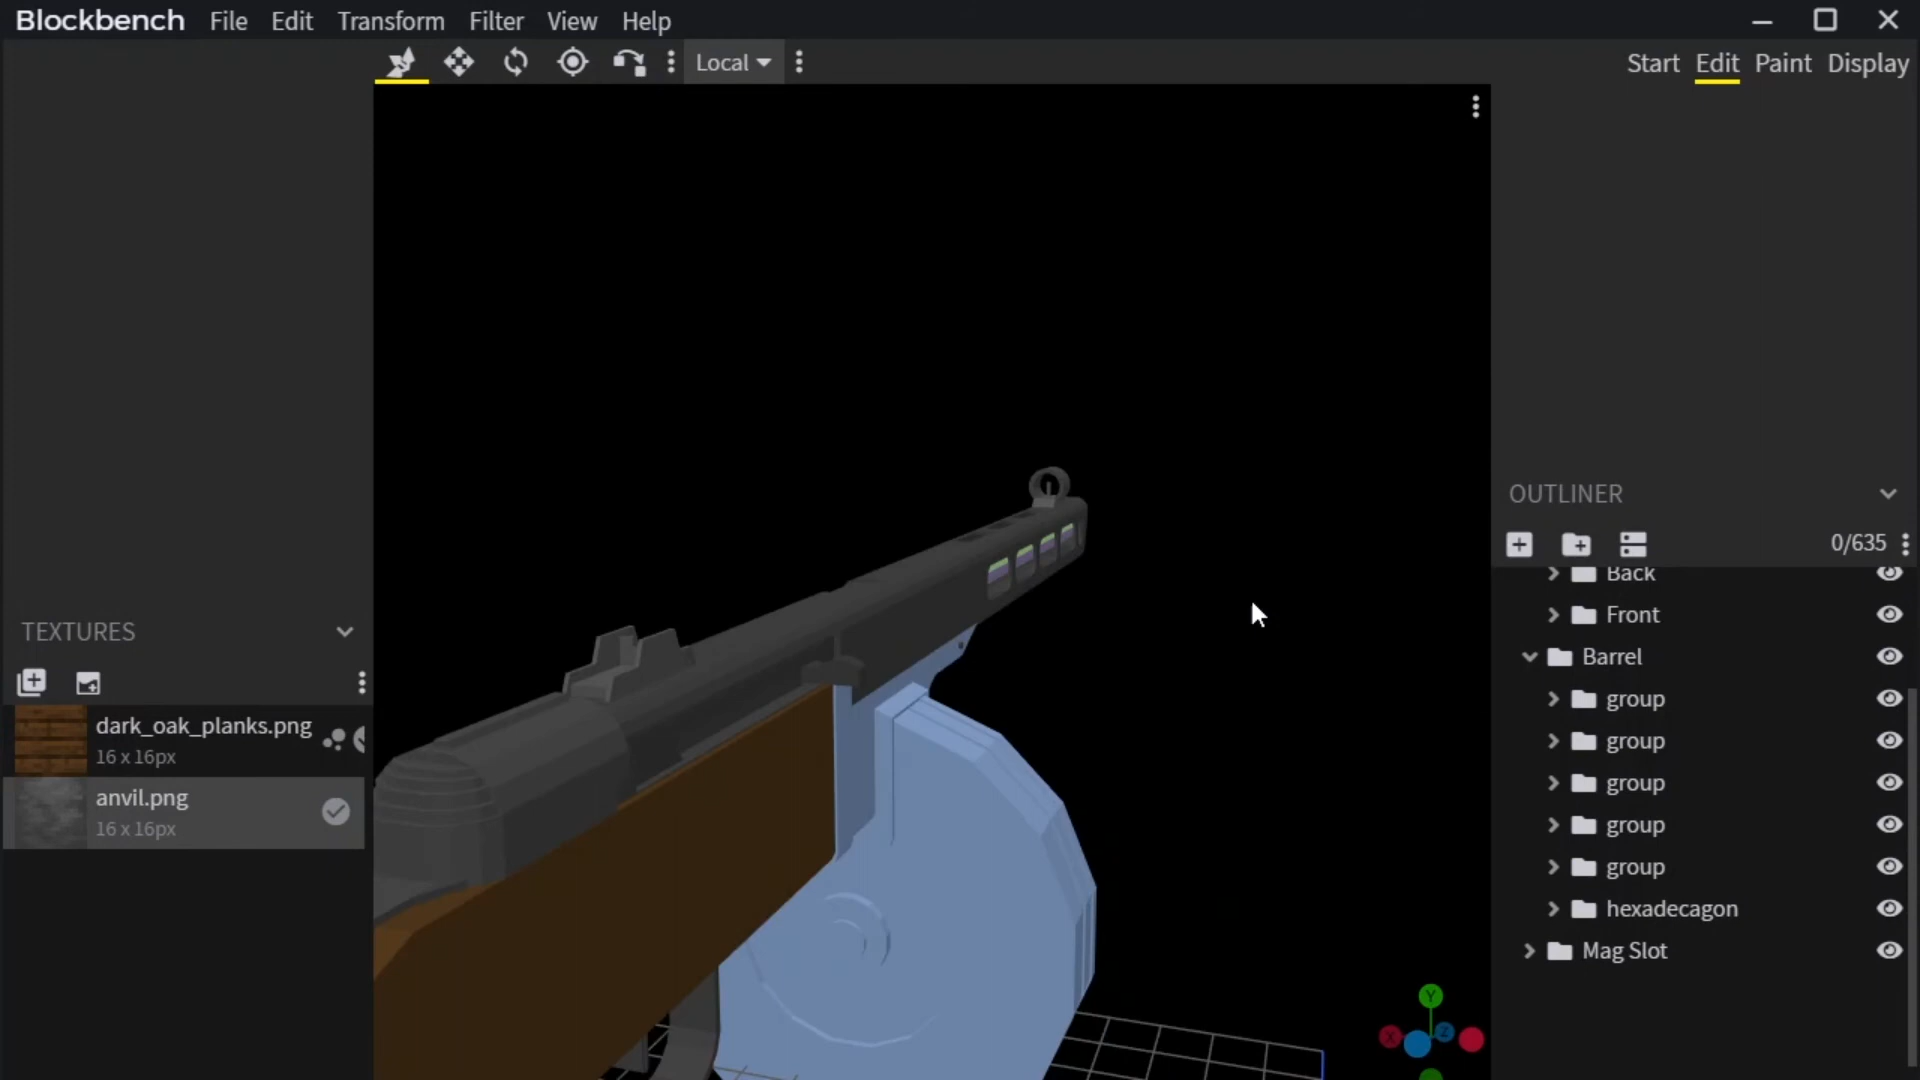 Blockbench File Edit Transform Filter View Help
Local
Start Edit Paint Display
OUTLINER
0/635
Back
Front
Barrel
group
group
group
group
group
hexadecagon
Mag Slot
TEXTURES
dark_oak_planks.png
16 x 16px
anvil.png
16 x 16px
Y
X
Z